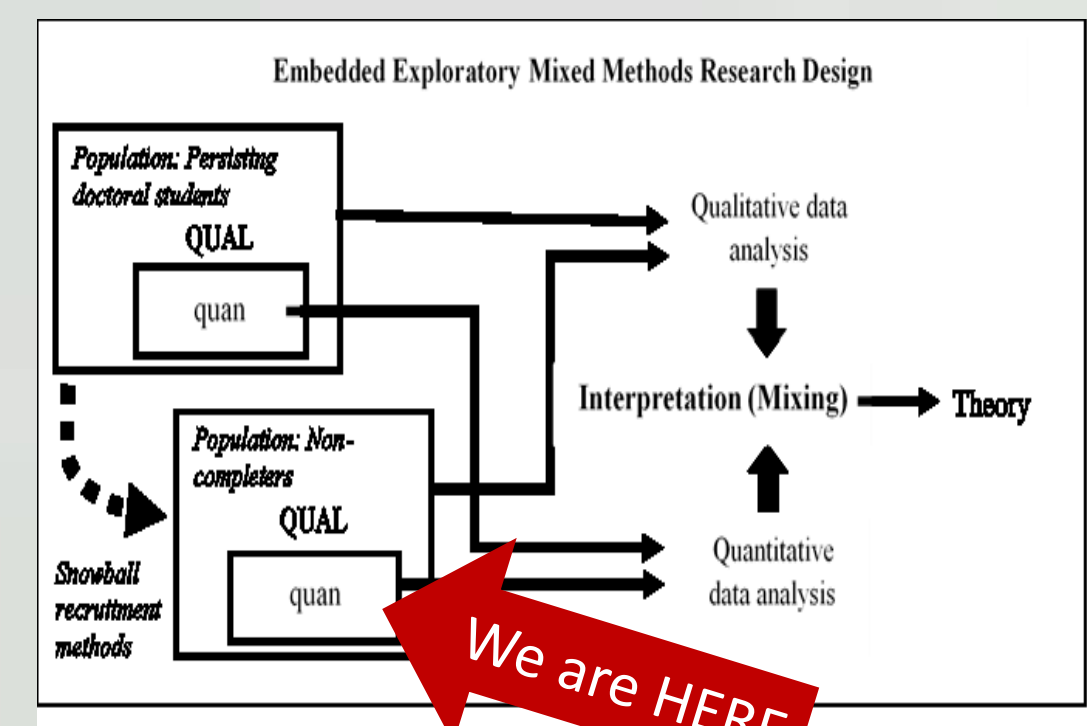 Embedded Exploratory Mixed Methods Research Design
Population: Persisting
doctoral students
QUAL
quan
Population: Non-
completers
QUAL
quan
Snowball
recruitment
methods
Qualitative data
analysis
Interpretation (Mixing)
Theory
Quantitative
data analysis
We are HERE